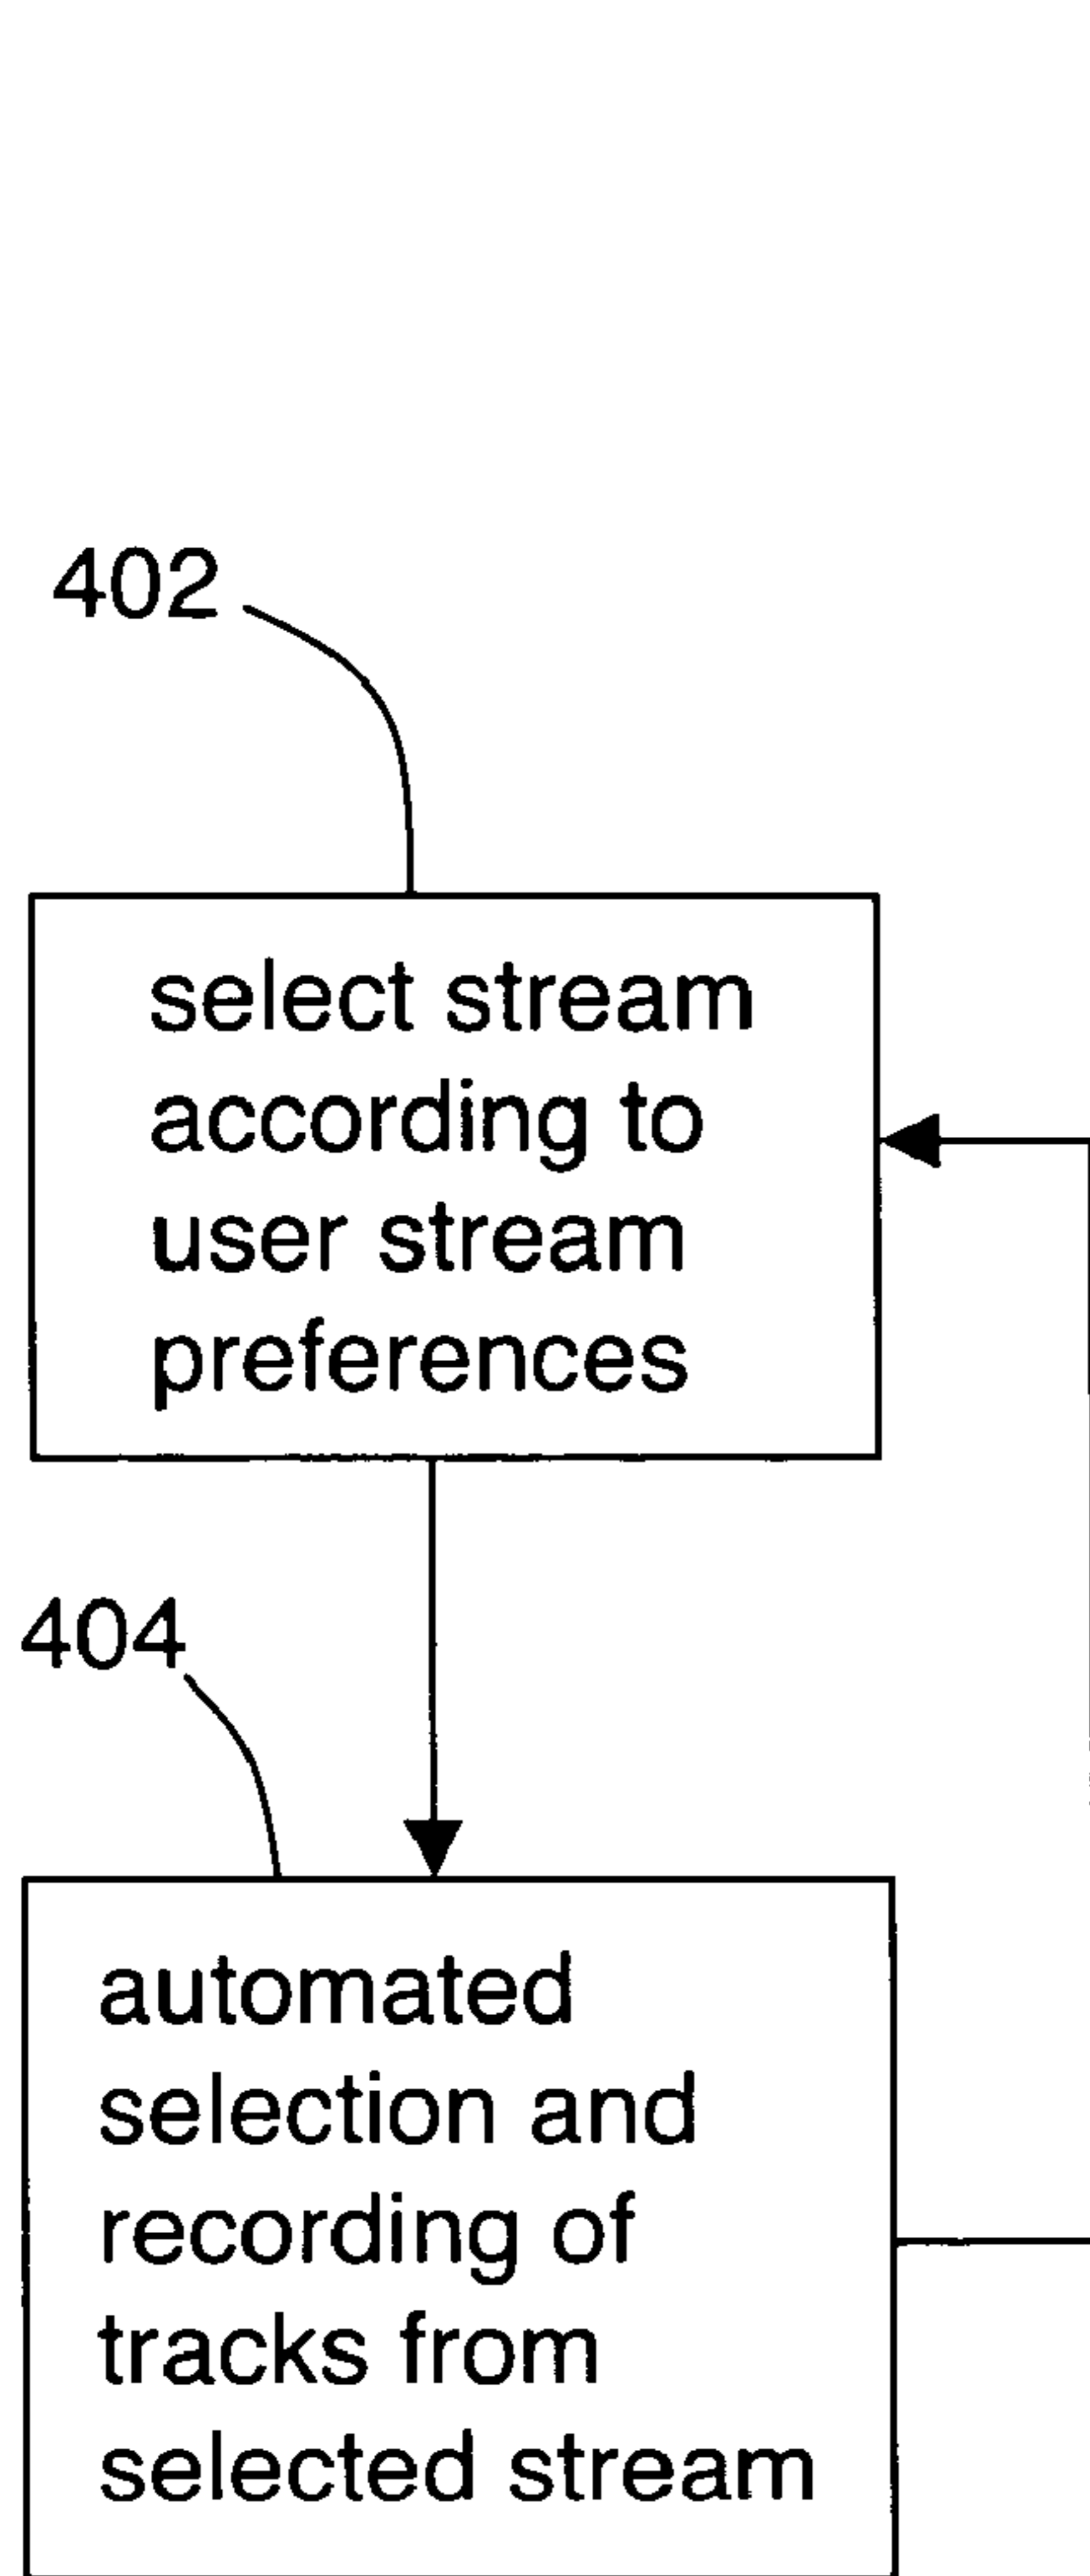 402
select stream
according to
user stream
preferences
404
automated
selection and
recording of
tracks from
selected stream